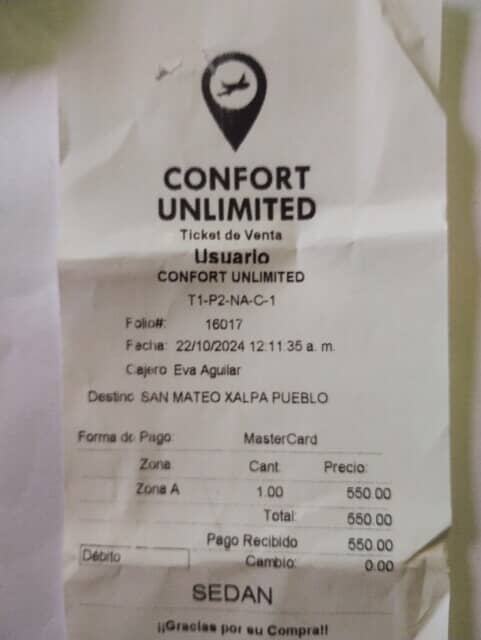 CONFORT
UNLIMITED
Ticket de Venta
Usuario
CONFORT UNLIMITED
T1-P2-NA-C-1
Folio#: 16017
Fecha: 22/10/2024 12:11:35 a. m.
Cajero Eva Aguilar
Destino SAN MATEO XALPA PUEBLO
Forma de Pago: MasterCard
Zona Cant. Precio:
Zona A 1.00 550.00
Total: 550.00
Pago Recibido 550.00
Débito Cambio: 0.00
SEDAN
¡¡Gracias por su Compra!!